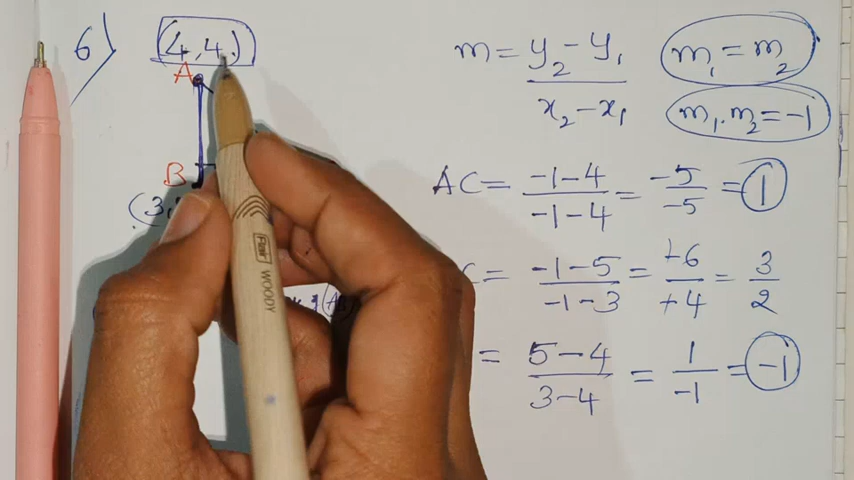 6) (4,4)
m = y₂ - y₁ / x₂ - x₁
m₁ = m₂
m₁.m₂ = -1
A
AC = -1-4 / -1-4 = -5 / -5 = 1
B
(3,
C = -1-5 / -1-3 = +6 / +4 = 3 / 2
= 5-4 / 3-4 = 1 / -1 = -1
Flair WOODY